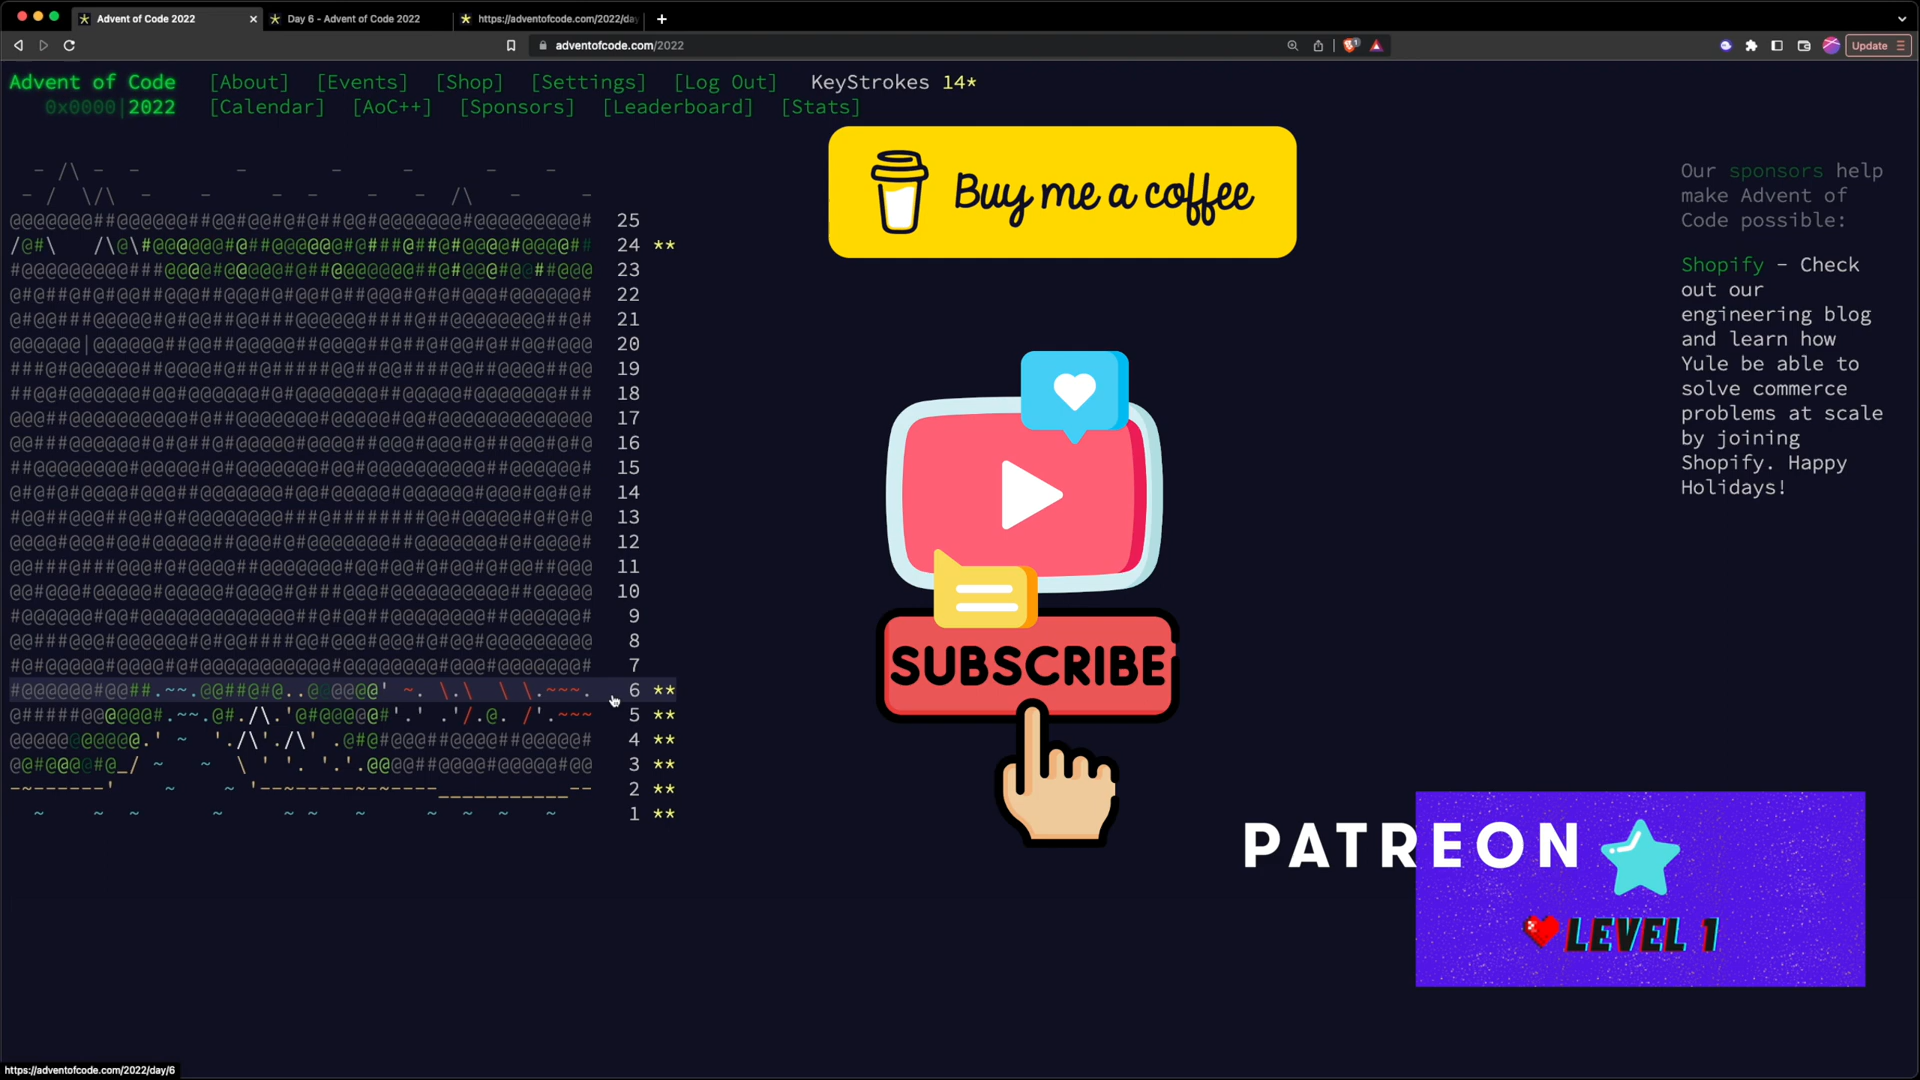 Advent of Code 2022
Day 6 - Advent of Code 2022
https://adventofcode.com/2022/da
adventofcode.com/2022
Update
Advent of Code [About] [Events] [Shop] [Settings] [Log Out] KeyStrokes 14*
0x0000|2022 [Calendar] [AoC++] [Sponsors] [Leaderboard] [Stats]
Buy me a coffee
Our sponsors help
make Advent of
Code possible:
Shopify - Check
out our
engineering blog
and learn how
Yule be able to
solve commerce
problems at scale
by joining
Shopify. Happy
Holidays!
25
24 **
23
22
21
20
19
18
17
16
15
14
13
12
11
10
9
8
7
6 **
5 **
4 **
3 **
2 **
1 **
SUBSCRIBE
PATREON
LEVEL 1
https://adventofcode.com/2022/day/6